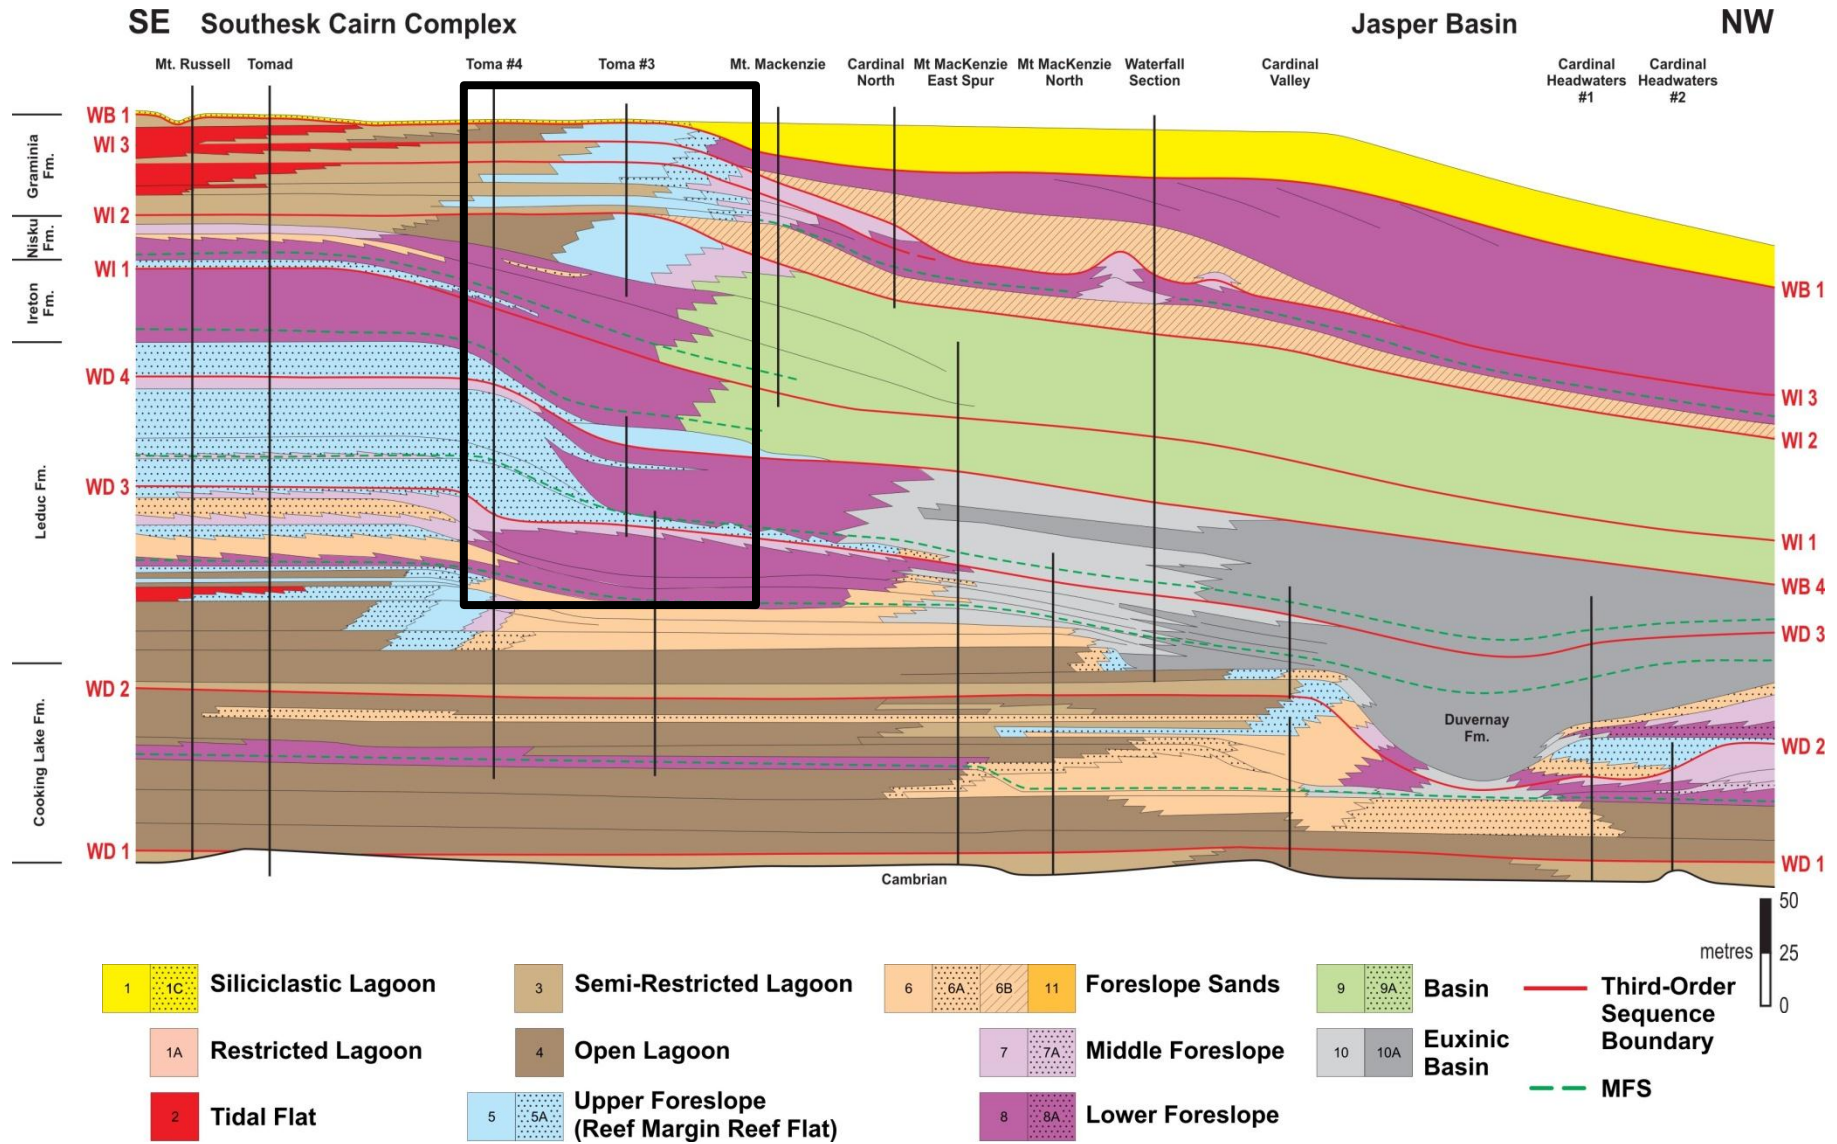 SE Southesk Cairn Complex Jasper Basin NW
Mt. Russell Tomad Toma #4 Toma #3 Mt. Mackenzie
Cardinal
North
Mt MacKenzie
East Spur
Mt MacKenzie
North
Waterfall
Section
Cardinal
Valley
Cardinal
Headwaters
#1
Cardinal
Headwaters
#2
Graminia
Fm.
Nisku
Fm.
Ireton
Fm.
Leduc Fm.
Cooking Lake Fm.
WB 1
WI 3
WI 2
WI 1
WD 4
WD 3
WD 2
WD 1
WB 1
WI 3
WI 2
WI 1
WB 4
WD 3
WD 2
WD 1
Duvernay
Fm.
Cambrian
50
metres 25
0
1 1C Siliciclastic Lagoon
1A Restricted Lagoon
2 Tidal Flat
3 Semi-Restricted Lagoon
4 Open Lagoon
5 5A Upper Foreslope
(Reef Margin Reef Flat)
6 6A 6B 11 Foreslope Sands
7 7A Middle Foreslope
8 8A Lower Foreslope
9 9A Basin
10 10A Euxinic
Basin
Third-Order
Sequence
Boundary
MFS